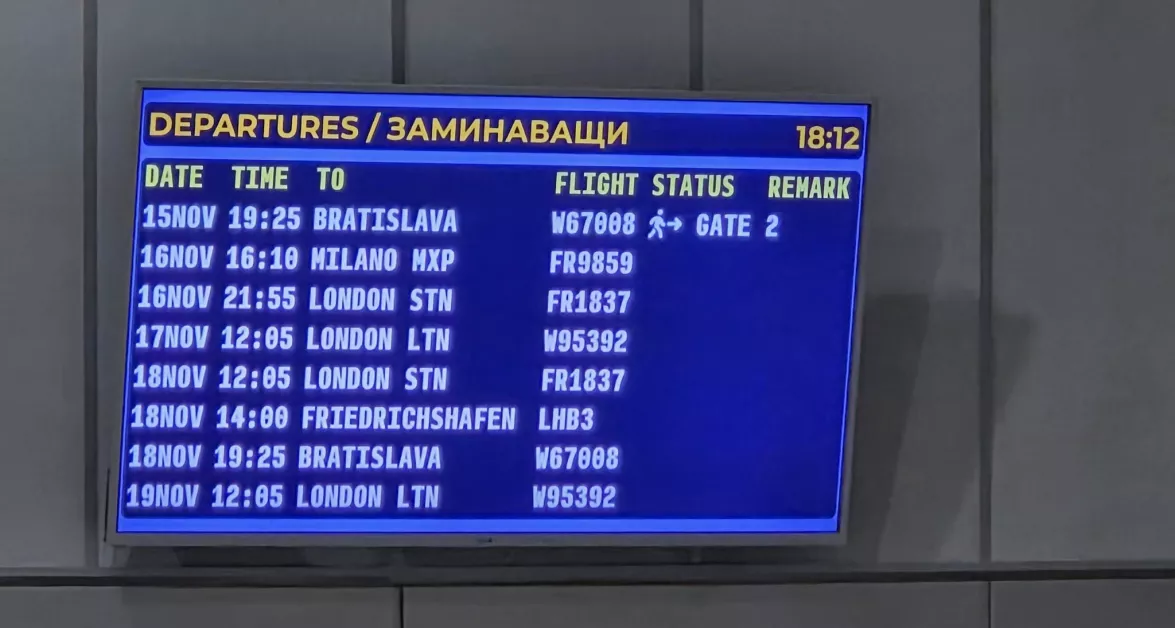 DEPARTURES / ЗАМИНАВАЩИ 18:12
DATE TIME TO FLIGHT STATUS REMARK
15NOV 19:25 BRATISLAVA W67008 GATE 2
16NOV 16:10 MILANO MXP FR9859
16NOV 21:55 LONDON STN FR1837
17NOV 12:05 LONDON LTN W95392
18NOV 12:05 LONDON STN FR1837
18NOV 14:00 FRIEDRICHSHAFEN LHB3
18NOV 19:25 BRATISLAVA W67008
19NOV 12:05 LONDON LTN W95392